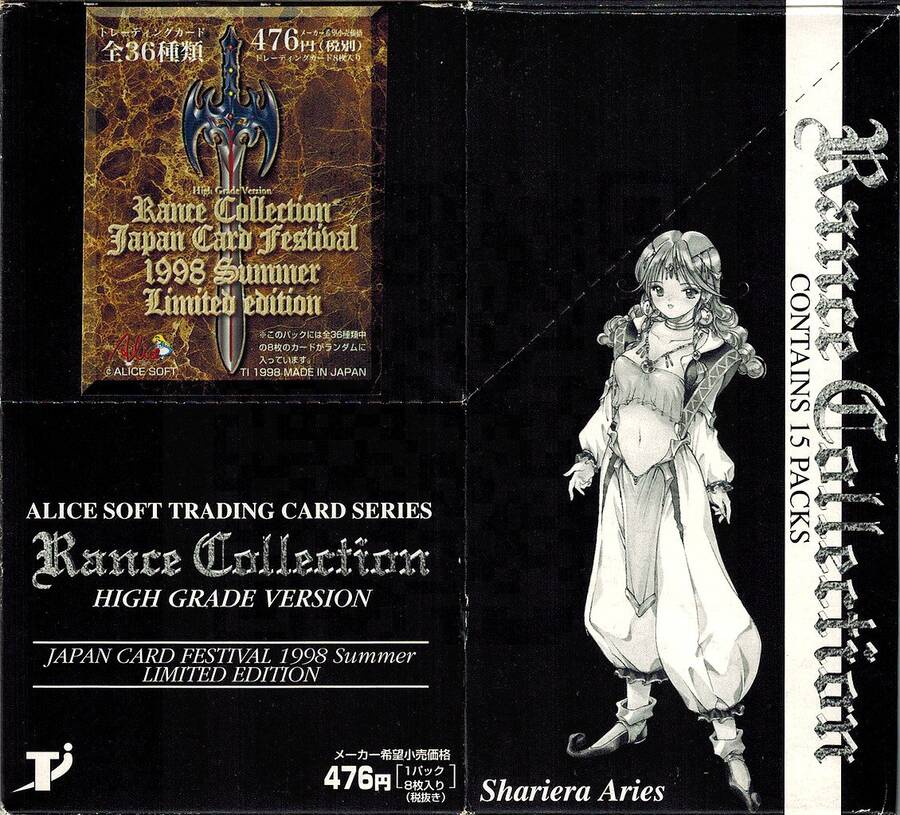 トレーディングカード
全36種類
メーカー希望小売価格
476円(税別)
トレーディングカード8枚入り
High Grade Version
Rance Collection
Japan Card Festival
1998 Summer
Limited edition
※このパックには全36種類中
の8枚のカードがランダムに
入っています。
Alice
© ALICE SOFT
TI 1998 MADE IN JAPAN
ALICE SOFT TRADING CARD SERIES
Rance Collection
HIGH GRADE VERSION
JAPAN CARD FESTIVAL 1998 Summer
LIMITED EDITION
Ti
メーカー希望小売価格
476円
1パック
8枚入り
(税抜き)
Rance Collection
CONTAINS 15 PACKS
Shariera Aries